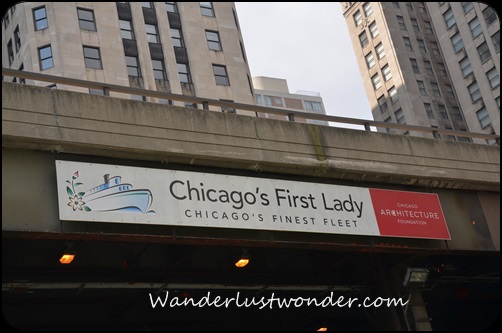 Chicago's First Lady
CHICAGO'S FINEST FLEET
CHICAGO
ARCHITECTURE
FOUNDATION
Wanderlustwonder.com